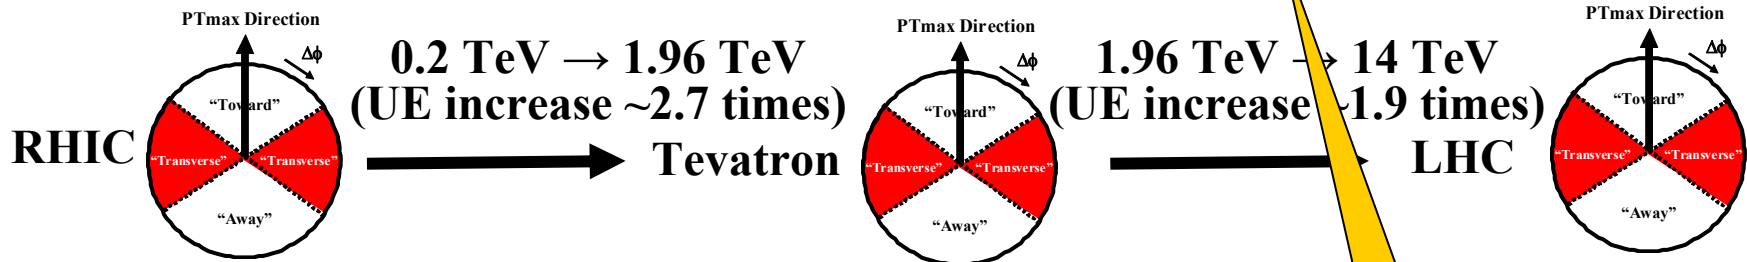 PTmax Direction
Δϕ
“Toward”
“Transverse” “Transverse”
“Away”
RHIC
0.2 TeV → 1.96 TeV
(UE increase ~2.7 times)
Tevatron
PTmax Direction
Δϕ
“Toward”
“Transverse” “Transverse”
“Away”
1.96 TeV → 14 TeV
(UE increase ~1.9 times)
LHC
PTmax Direction
Δϕ
“Toward”
“Transverse” “Transverse”
“Away”